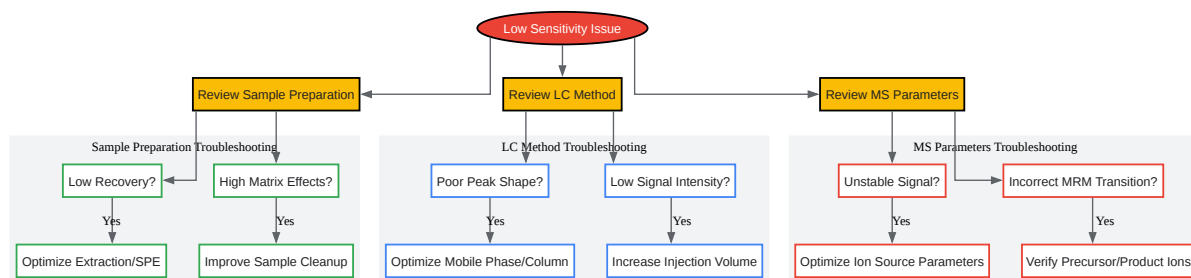 Low Sensitivity Issue
Review Sample Preparation
Review LC Method
Review MS Parameters
Sample Preparation Troubleshooting
LC Method Troubleshooting
MS Parameters Troubleshooting
Low Recovery?
High Matrix Effects?
Poor Peak Shape?
Low Signal Intensity?
Unstable Signal?
Incorrect MRM Transition?
Yes
Yes
Yes
Yes
Yes
Yes
Optimize Extraction/SPE
Improve Sample Cleanup
Optimize Mobile Phase/Column
Increase Injection Volume
Optimize Ion Source Parameters
Verify Precursor/Product Ions